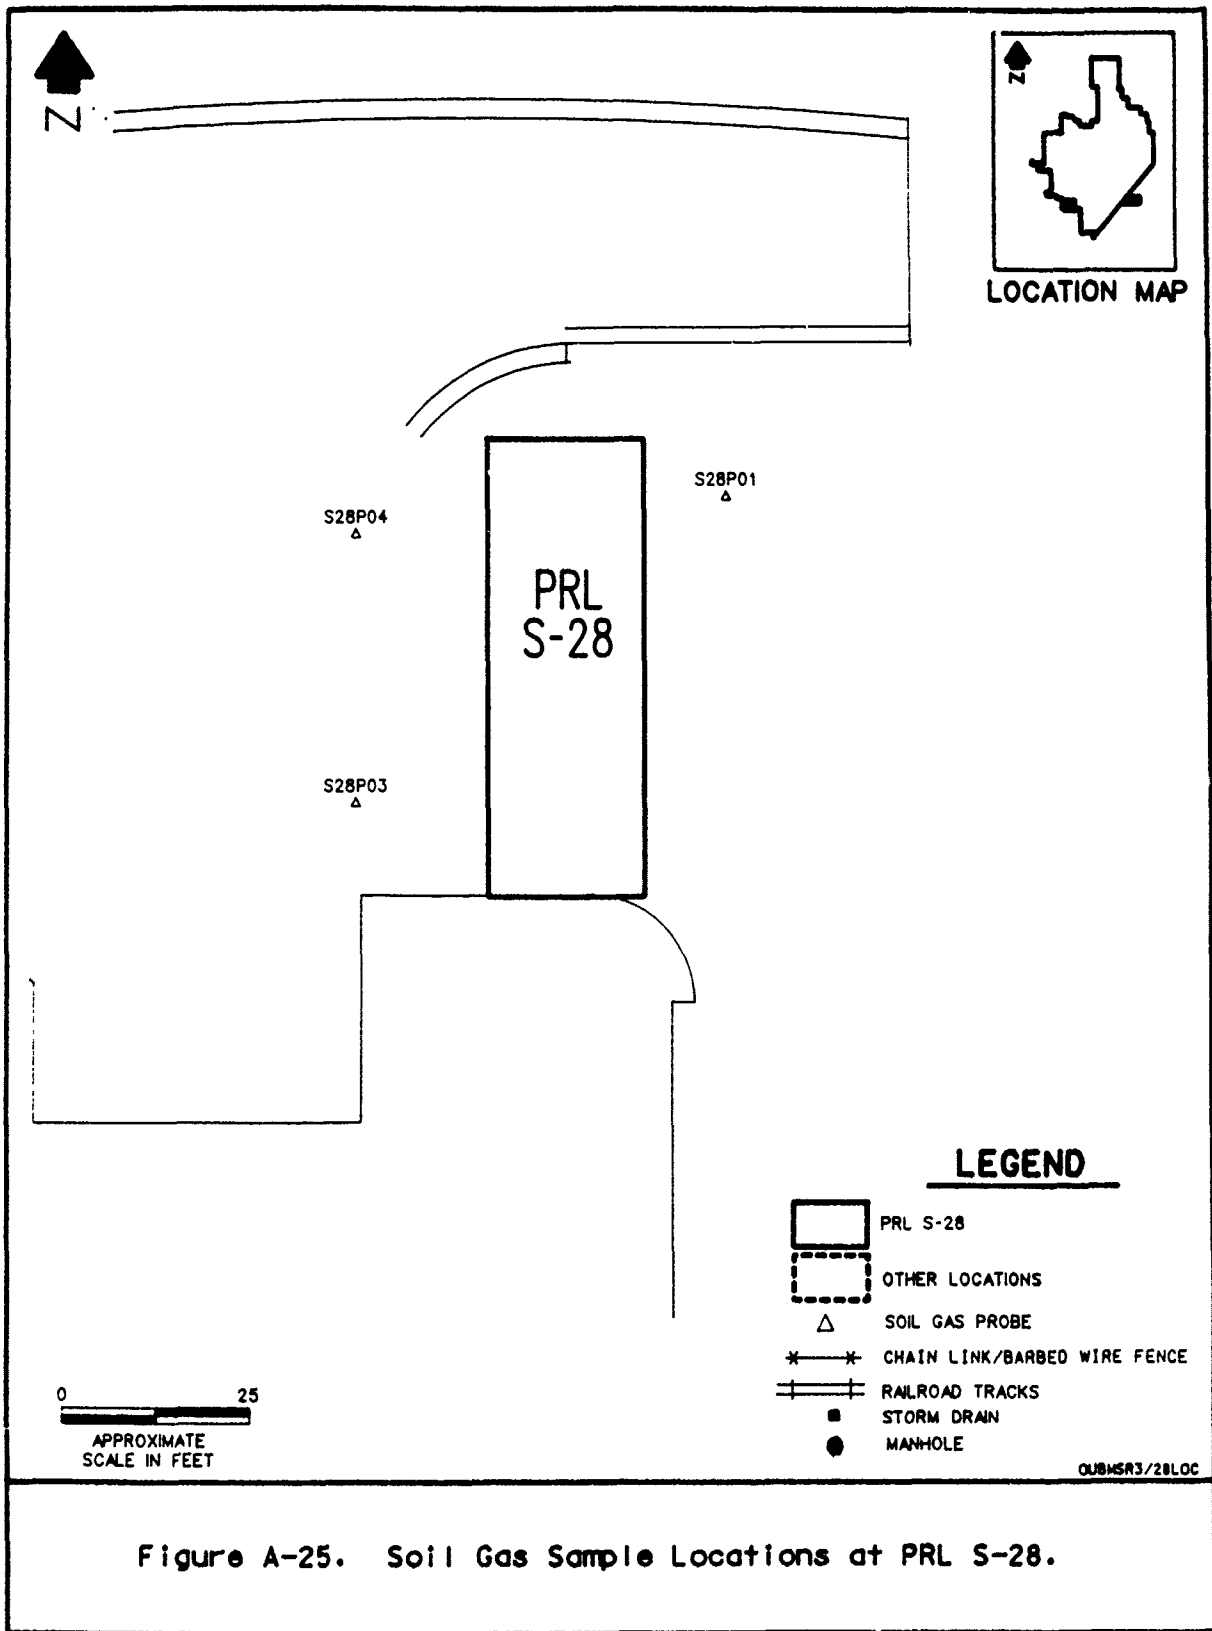 N
N
LOCATION MAP
S28P01
S28P04
PRL
S-28
S28P03
LEGEND
PRL S-28
OTHER LOCATIONS
SOIL GAS PROBE
CHAIN LINK/BARBED WIRE FENCE
RAILROAD TRACKS
STORM DRAIN
MANHOLE
0 25
APPROXIMATE
SCALE IN FEET
OUBMSR3/28LOC
Figure A-25. Soil Gas Sample Locations at PRL S-28.